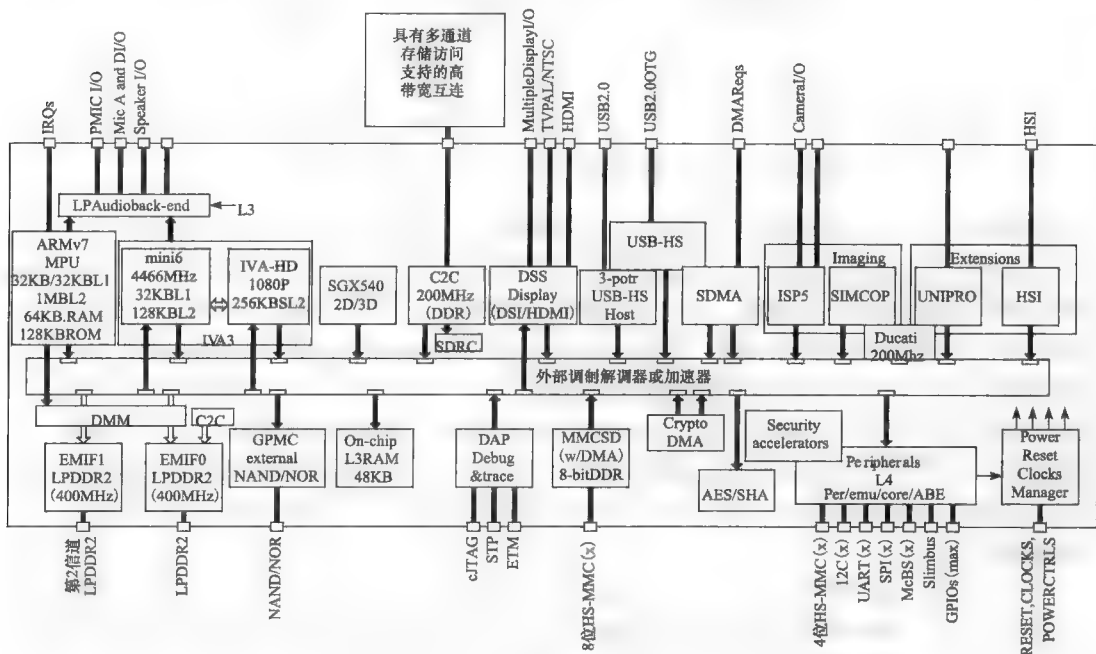 具有多通道
存储访问
支持的高
带宽互连
IRQs
PMIC I/O
Mic A and DI/O
Speaker I/O
MultipleDisplayI/O
TVPAL/NTSC
HDMI
USB2.0
USB2.0OTG
DMAReqs
CameraI/O
HSI
LPAudioback-end
L3
ARMv7
MPU
32KB/32KBL1
1MBL2
64KB.RAM
128KBROM
mini6
4466MHz
32KBL1
128KBL2
IVA-HD
1080P
256KBSL2
IVA3
SGX540
2D/3D
C2C
200MHz
(DDR)
SDRC
DSS
Display
(DSI/HDMI)
USB-HS
3-potr
USB-HS
Host
SDMA
Imaging
ISP5
SIMCOP
Ducati
200Mhz
Extensions
UNIPRO
HSI
外部调制解调器或加速器
DMM
C2C
EMIF1
LPDDR2
(400MHz)
EMIF0
LPDDR2
(400MHz)
GPMC
external
NAND/NOR
On-chip
L3RAM
48KB
DAP
Debug
&trace
MMCSD
(w/DMA)
8-bitDDR
Crypto
DMA
AES/SHA
Security
accelerators
Peripherals
L4
Per/emu/core/ABE
Power
Reset
Clocks
Manager
第2信道
LPDDR2
LPDDR2
NAND/NOR
cJTAG
STP
ETM
8位HS-MMC(x)
4位HS-MMC(x)
12C(x)
UART(x)
SPI(x)
McBS(x)
Slimbus
GPIOs(max)
RESET,CLOCKS,
POWERCTRLS